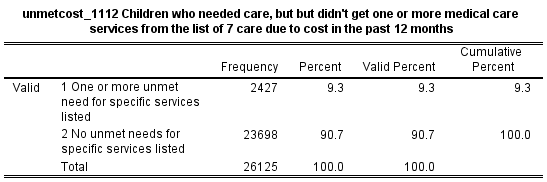 unmetcost_1112 Children who needed care, but but didn't get one or more medical care
services from the list of 7 care due to cost in the past 12 months
Frequency Percent Valid Percent Cumulative
Percent
Valid 1 One or more unmet 2427 9.3 9.3 9.3
need for specific services
listed
2 No unmet needs for 23698 90.7 90.7 100.0
specific services listed
Total 26125 100.0 100.0